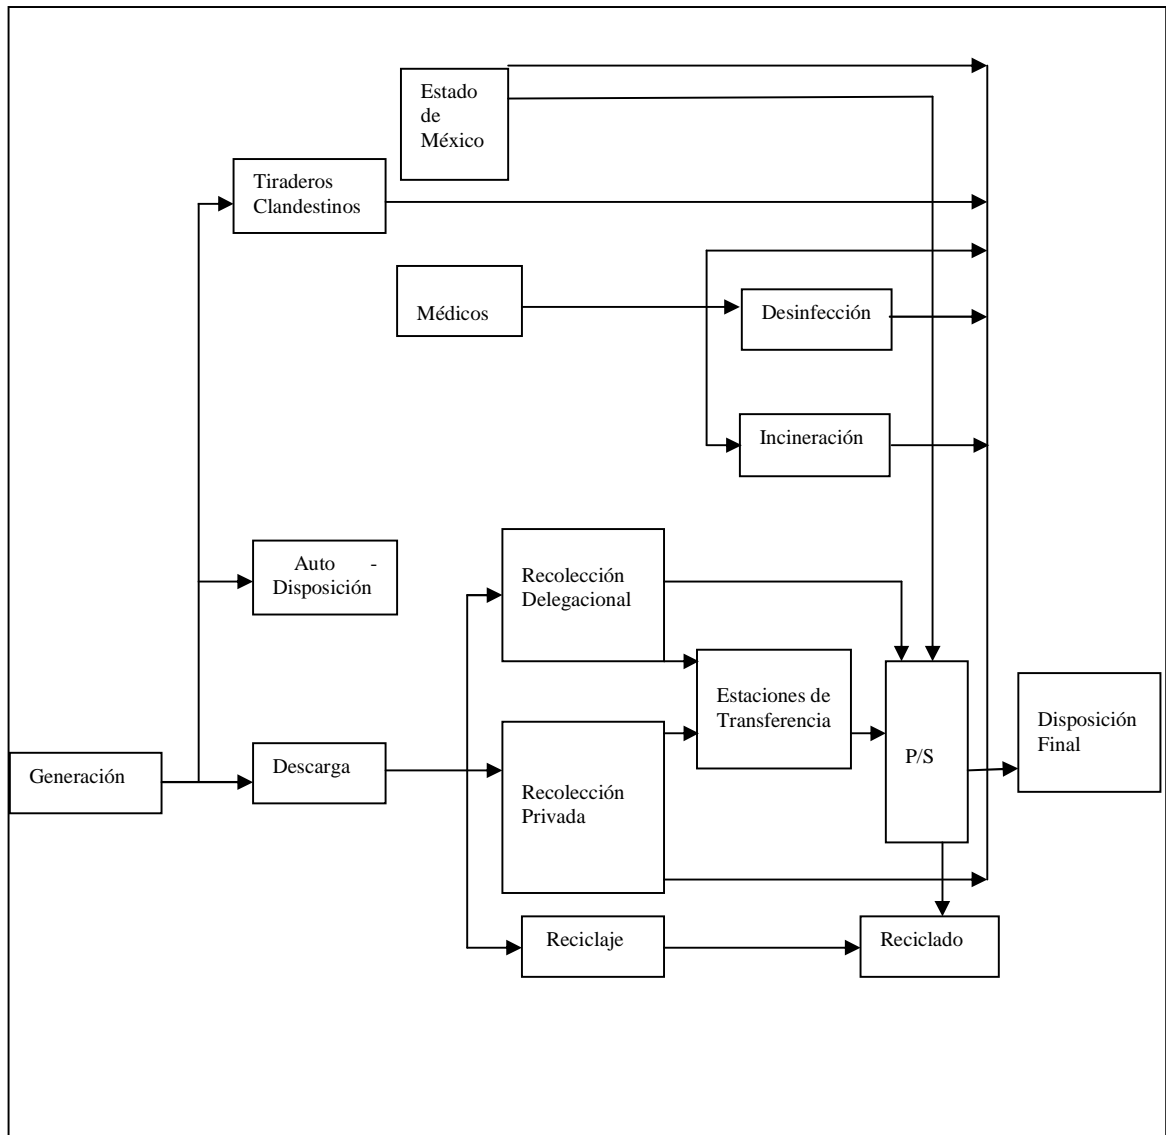 Estado
de
México
Tiraderos
Clandestinos
Médicos
Desinfección
Incineración
Auto -
Disposición
Recolección
Delegacional
Estaciones de
Transferencia
Disposición
Final
P/S
Generación
Descarga
Recolección
Privada
Reciclaje
Reciclado